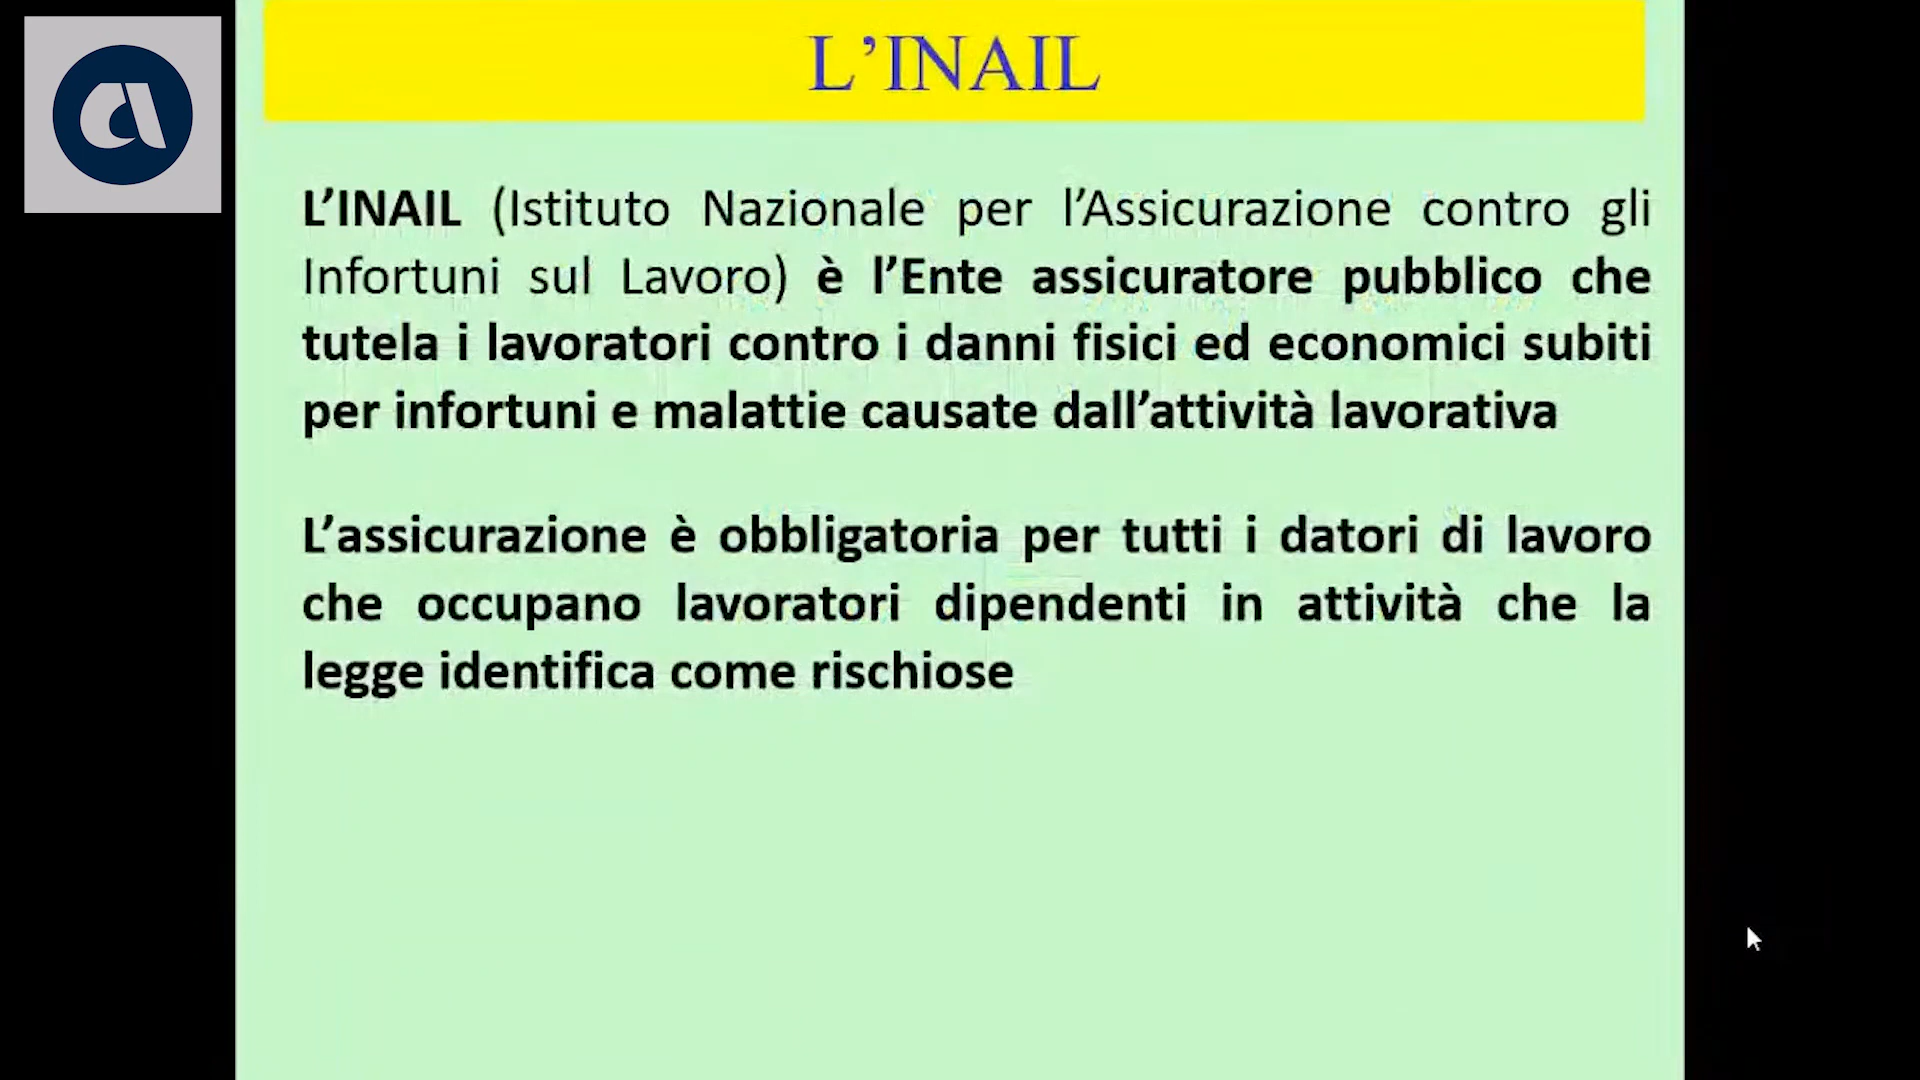 L’INAIL
L’INAIL (Istituto Nazionale per l’Assicurazione contro gli
Infortuni sul Lavoro) è l’Ente assicuratore pubblico che
tutela i lavoratori contro i danni fisici ed economici subiti
per infortuni e malattie causate dall’attività lavorativa
L’assicurazione è obbligatoria per tutti i datori di lavoro
che occupano lavoratori dipendenti in attività che la
legge identifica come rischiose